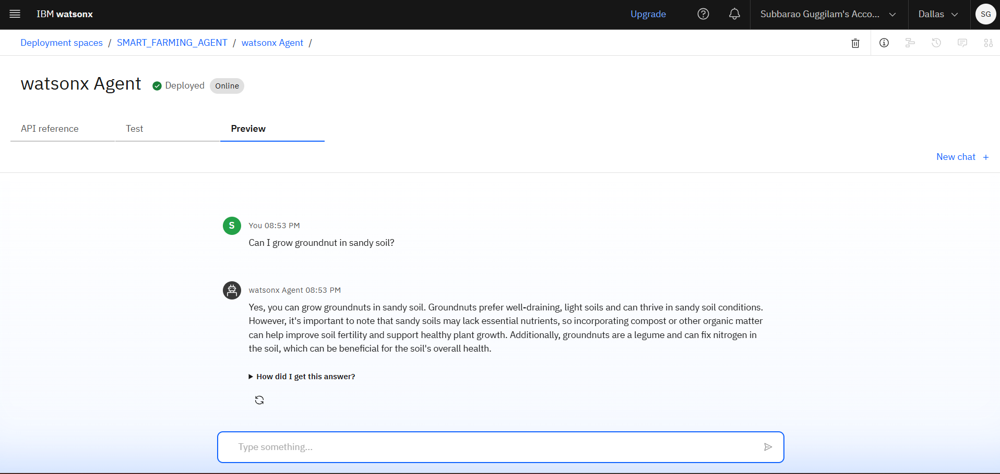 IBM watsonx
Upgrade
Subbarao Guggilam's Acco...
Dallas
SG
Deployment spaces / SMART_FARMING_AGENT / watsonx Agent /
watsonx Agent
Deployed
Online
API reference
Test
Preview
New chat +
S
You 08:53 PM
Can I grow groundnut in sandy soil?
watsonx Agent 08:53 PM
Yes, you can grow groundnuts in sandy soil. Groundnuts prefer well-draining, light soils and can thrive in sandy soil conditions.
However, it's important to note that sandy soils may lack essential nutrients, so incorporating compost or other organic matter
can help improve soil fertility and support healthy plant growth. Additionally, groundnuts are a legume and can fix nitrogen in
the soil, which can be beneficial for the soil's overall health.
How did I get this answer?
Type something...